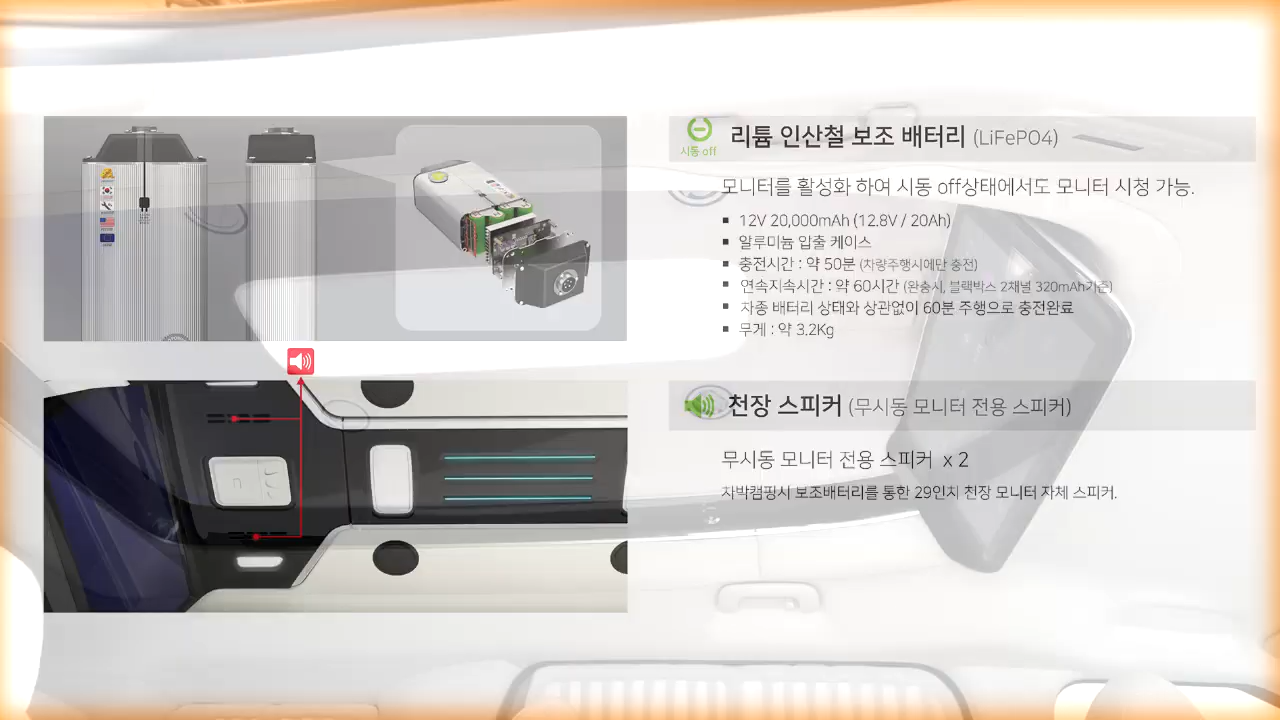 시동 off
리튬 인산철 보조 배터리 (LiFePO4)
모니터를 활성화 하여 시동 off상태에서도 모니터 시청 가능.
▪ 12V 20,000mAh (12.8V / 20Ah)
▪ 알루미늄 압출 케이스
▪ 충전시간 : 약 50분 (차량주행시에만 충전)
▪ 연속지속시간 : 약 60시간 (완충시, 블랙박스 2채널 320mAh기준)
▪ 차종 배터리 상태와 상관없이 60분 주행으로 충전완료
▪ 무게 : 약 3.2Kg
천장 스피커 (무시동 모니터 전용 스피커)
무시동 모니터 전용 스피커 x 2
차박캠핑시 보조배터리를 통한 29인치 천장 모니터 자체 스피커.